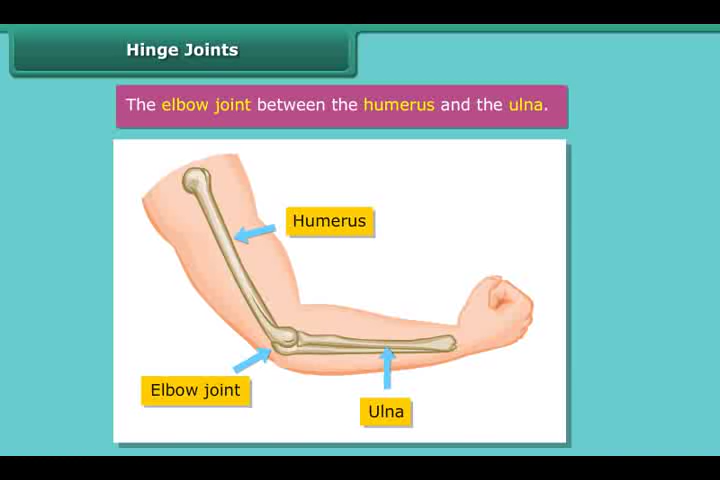 Hinge Joints
The elbow joint between the humerus and the ulna.
Humerus
Elbow joint
Ulna